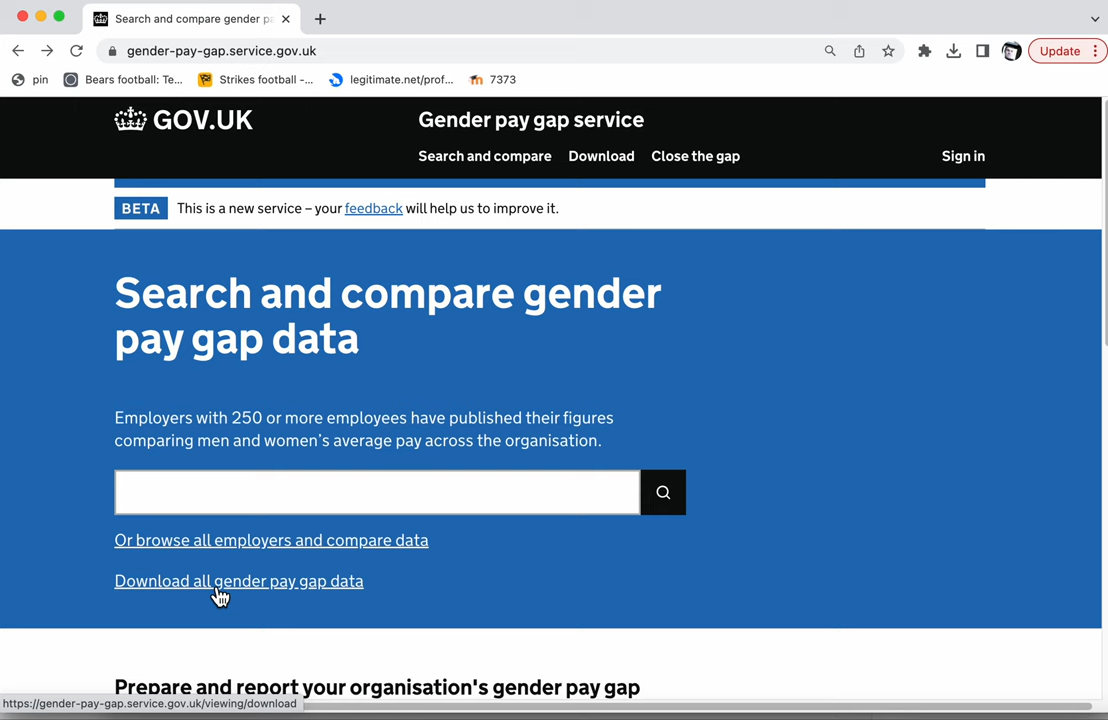 Search and compare gender pa
gender-pay-gap.service.gov.uk
Update
pin
Bears football: Te...
Strikes football -...
legitimate.net/prof...
7373
GOV.UK
Gender pay gap service
Search and compare
Download
Close the gap
Sign in
BETA
This is a new service – your feedback will help us to improve it.
Search and compare gender
pay gap data
Employers with 250 or more employees have published their figures
comparing men and women's average pay across the organisation.
Or browse all employers and compare data
Download all gender pay gap data
Prepare and report your organisation's gender pay gap
https://gender-pay-gap.service.gov.uk/viewing/download